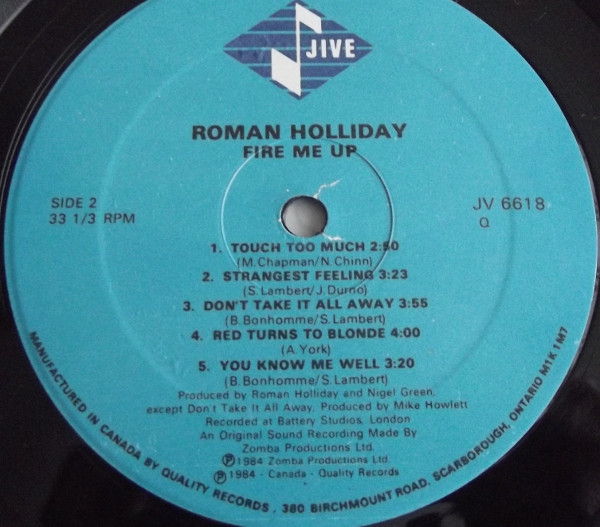 JIVE
ROMAN HOLLIDAY
FIRE ME UP
SIDE 2
33 1/3 RPM
JV 6618
Q
1. TOUCH TOO MUCH 2:50
(M.Chapman/N.Chinn)
2. STRANGEST FEELING 3:23
(S.Lambert/J.Durno)
3. DON'T TAKE IT ALL AWAY 3:55
(B.Bonhomme/S.Lambert)
4. RED TURNS TO BLONDE 4:00
(A.York)
5. YOU KNOW ME WELL 3:20
(B.Bonhomme/S.Lambert)
Produced by Roman Holliday and Nigel Green,
except Don't Take It All Away. Produced by Mike Howlett
Recorded at Battery Studios, London
An Original Sound Recording Made By
Zomba Productions Ltd.
Ⓟ1984 Zomba Productions Ltd.
©1984 - Canada - Quality Records
MANUFACTURED IN CANADA BY QUALITY RECORDS . 380 BIRCHMOUNT ROAD. SCARBOROUGH, ONTARIO M1K 1M7